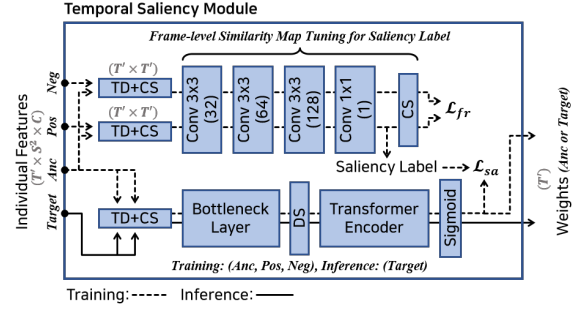 Temporal Saliency Module
Frame-level Similarity Map Tuning for Saliency Label
Individual Features
(T′ × S² × C)
Neg
Pos
Anc
Target
(T′ × T′)
TD+CS
(T′ × T′)
TD+CS
Conv 3x3
(32)
Conv 3x3
(64)
Conv 3x3
(128)
Conv 1x1
(1)
CS
ℒfr
Saliency Label
ℒsa
TD+CS
Bottleneck
Layer
DS
Transformer
Encoder
Sigmoid
(T′)
Weights (Anc or Target)
Training: (Anc, Pos, Neg), Inference: (Target)
Training: Inference: